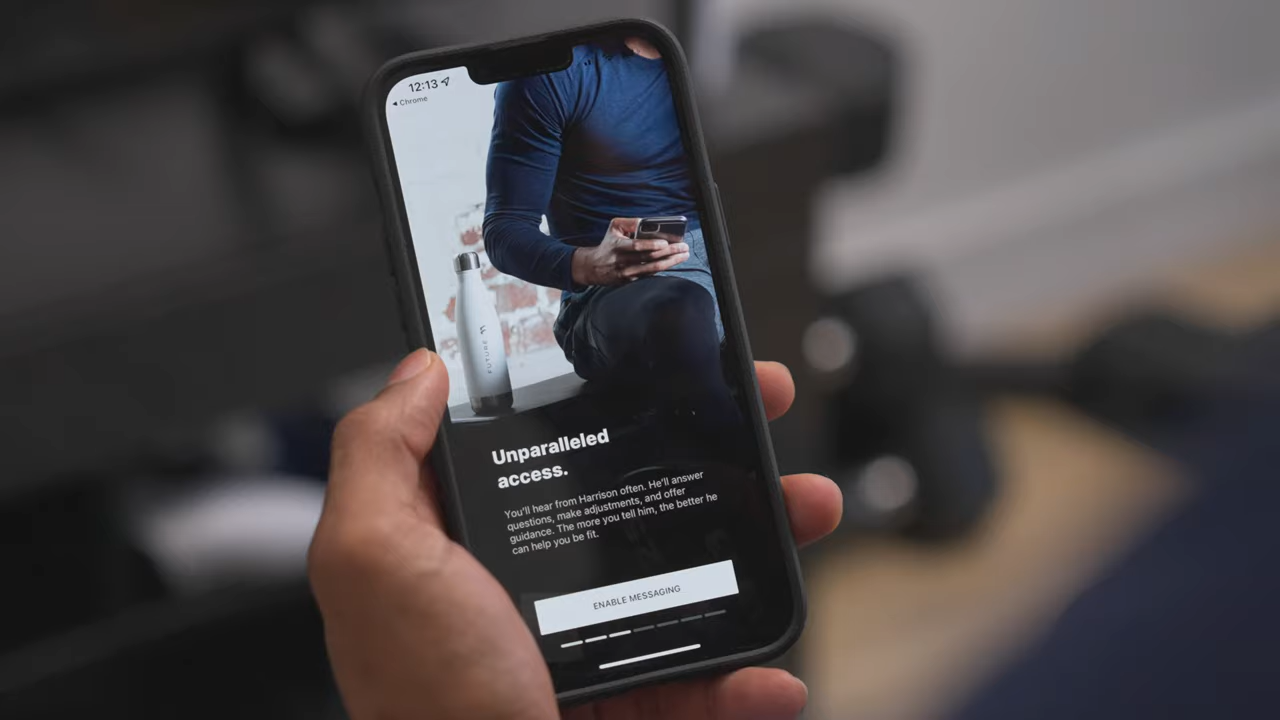 12:13
◀ Chrome
FUTURE
Unparalleled
access.
You'll hear from Harrison often. He'll answer
questions, make adjustments, and offer
guidance. The more you tell him, the better he
can help you be fit.
ENABLE MESSAGING